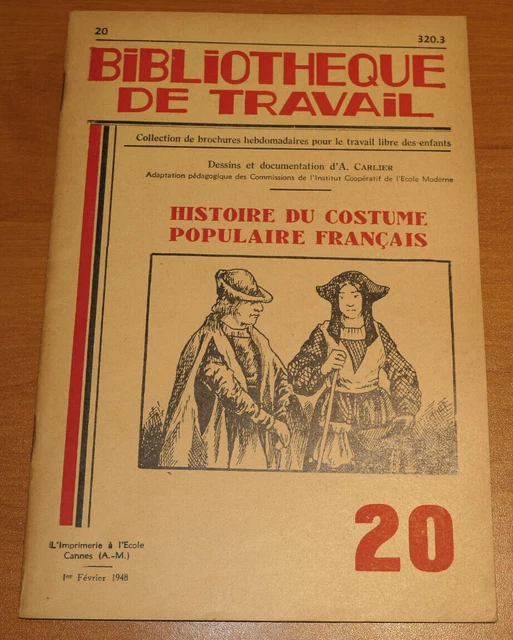 20
320.3
BiBLiOTHEQUE
DE TRAVAiL
Collection de brochures hebdomadaires pour le travail libre des enfants
Dessins et documentation d'A. CARLIER
Adaptation pédagogique des Commissions de l'Institut Coopératif de l'Ecole Moderne
HISTOIRE DU COSTUME
POPULAIRE FRANÇAIS
20
L'Imprimerie à l'Ecole
Cannes (A.-M.)
1er Février 1948